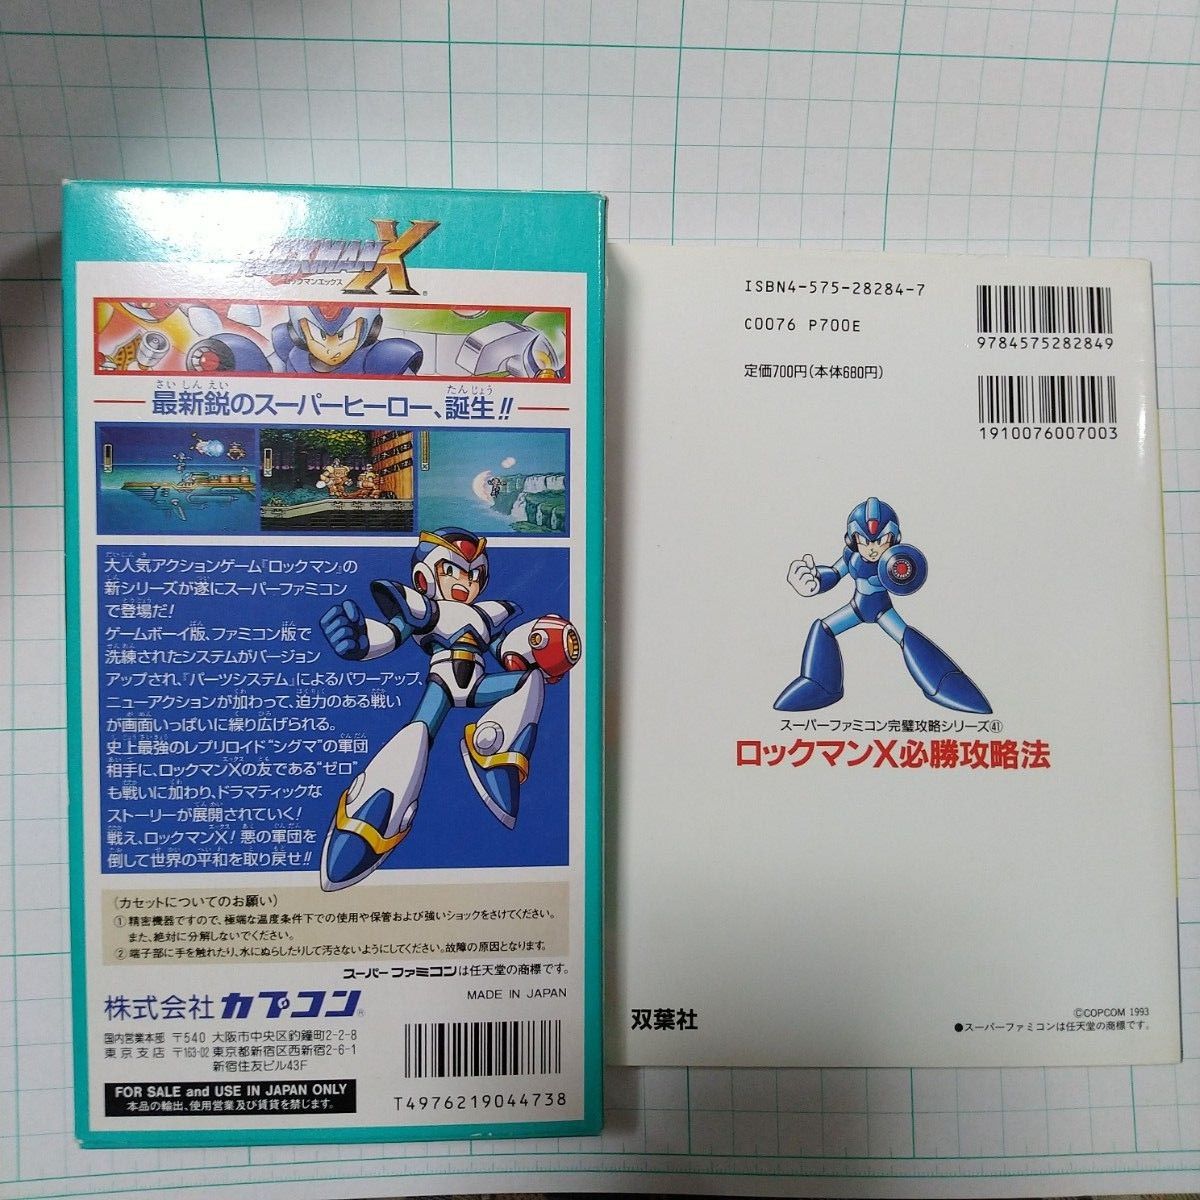 ROCKMAN X
ロックマンエックス
さい しん えい
たんじょう
最新鋭のスーパーヒーロー、誕生!!
大人気アクションゲーム『ロックマン』の
新シリーズが遂にスーパーファミコン
で登場だ!
ゲームボーイ版、ファミコン版で
洗練されたシステムがバージョン
アップされ、『パーツシステム』によるパワーアップ、
ニューアクションが加わって、迫力のある戦い
が画面いっぱいに繰り広げられる。
史上最強のレプリロイド“シグマ”の軍団
相手に、ロックマンXの友である“ゼロ”
も戦いに加わり、ドラマティックな
ストーリーが展開されていく!
戦え、ロックマンX! 悪の軍団を
倒して世界の平和を取り戻せ!!
(カセットについてのお願い)
①精密機器ですので、極端な温度条件下での使用や保管および強いショックをさけてください。
また、絶対に分解しないでください。
②端子部に手を触れたり、水にぬらしたりして汚さないようにしてください。故障の原因となります。
スーパーファミコンは任天堂の商標です。
株式会社カプコン®
MADE IN JAPAN
国内営業本部 〒540 大阪市中央区釣鐘町2-2-8
東京支店 〒163-02 東京都新宿区西新宿2-6-1
新宿住友ビル43F
FOR SALE and USE IN JAPAN ONLY
本品の輸出、使用営業及び賃貸を禁じます。
T4976219044738
ISBN4-575-28284-7
C0076 P700E
定価700円(本体680円)
9784575282849
1910076007003
スーパーファミコン完璧攻略シリーズ㊶
ロックマンX必勝攻略法
双葉社
©COPCOM 1993
●スーパーファミコンは任天堂の商標です。